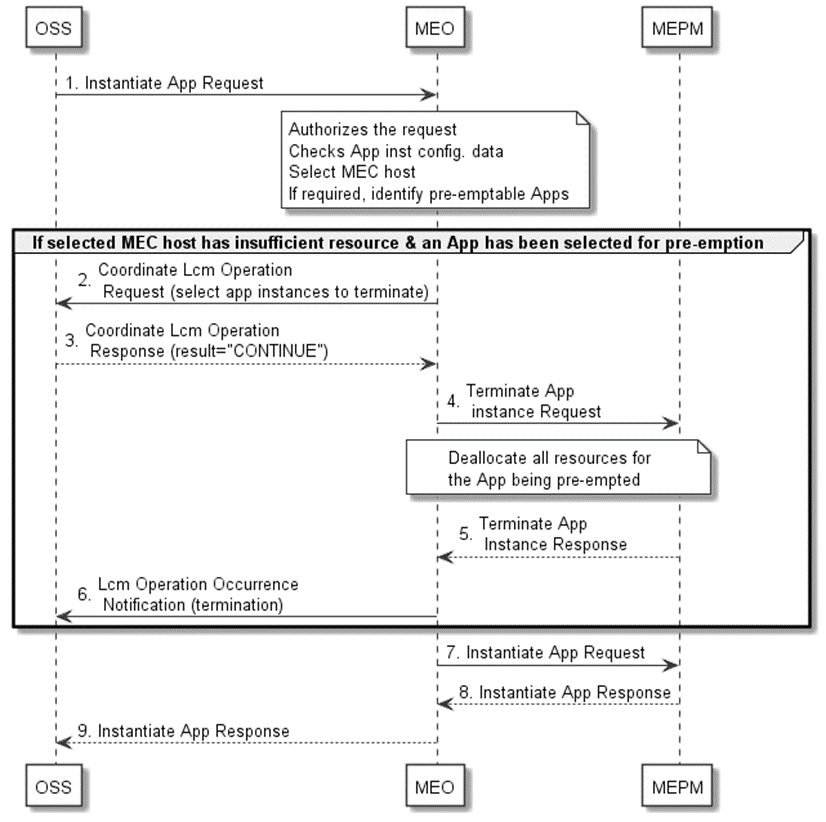 OSS MEO MEPM
1. Instantiate App Request
Authorizes the request
Checks App inst config. data
Select MEC host
If required, identify pre-emptable Apps
If selected MEC host has insufficient resource & an App has been selected for pre-emption
2. Coordinate Lcm Operation
Request (select app instances to terminate)
3. Coordinate Lcm Operation
Response (result="CONTINUE")
4. Terminate App
instance Request
Deallocate all resources for
the App being pre-empted
5. Terminate App
Instance Response
6. Lcm Operation Occurrence
Notification (termination)
7. Instantiate App Request
8. Instantiate App Response
9. Instantiate App Response
OSS MEO MEPM